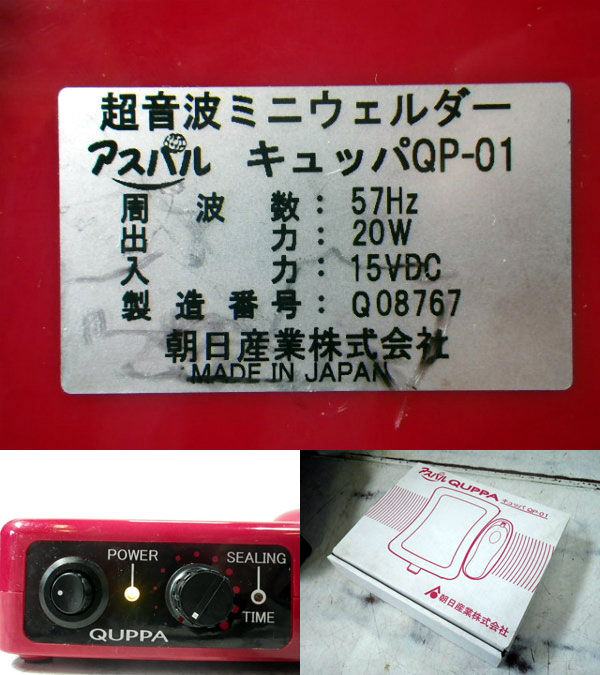 超音波ミニウェルダー
アスパル キュッパQP-01
周波数：57Hz
出力：20W
入力：15VDC
製造番号：Q08767
朝日産業株式会社
MADE IN JAPAN
POWER
SEALING
TIME
QUPPA
アスパル QUPPA キュッパ QP-01
朝日産業株式会社